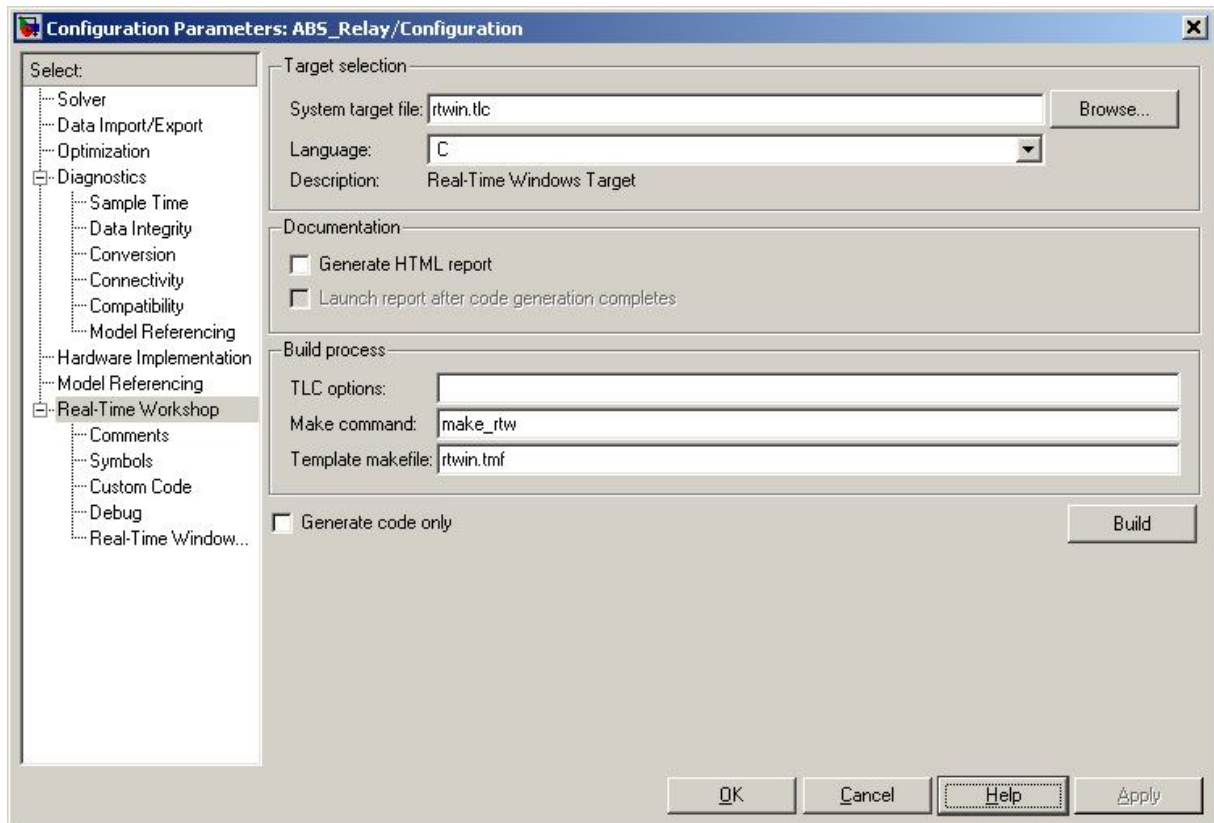 Configuration Parameters: ABS_Relay/Configuration
Select:
Solver
Data Import/Export
Optimization
Diagnostics
Sample Time
Data Integrity
Conversion
Connectivity
Compatibility
Model Referencing
Hardware Implementation
Model Referencing
Real-Time Workshop
Comments
Symbols
Custom Code
Debug
Real-Time Window...
Target selection
System target file: rtwin.tlc Browse...
Language: C
Description: Real-Time Windows Target
Documentation
Generate HTML report
Launch report after code generation completes
Build process
TLC options:
Make command: make_rtw
Template makefile: rtwin.tmf
Generate code only Build
OK Cancel Help Apply